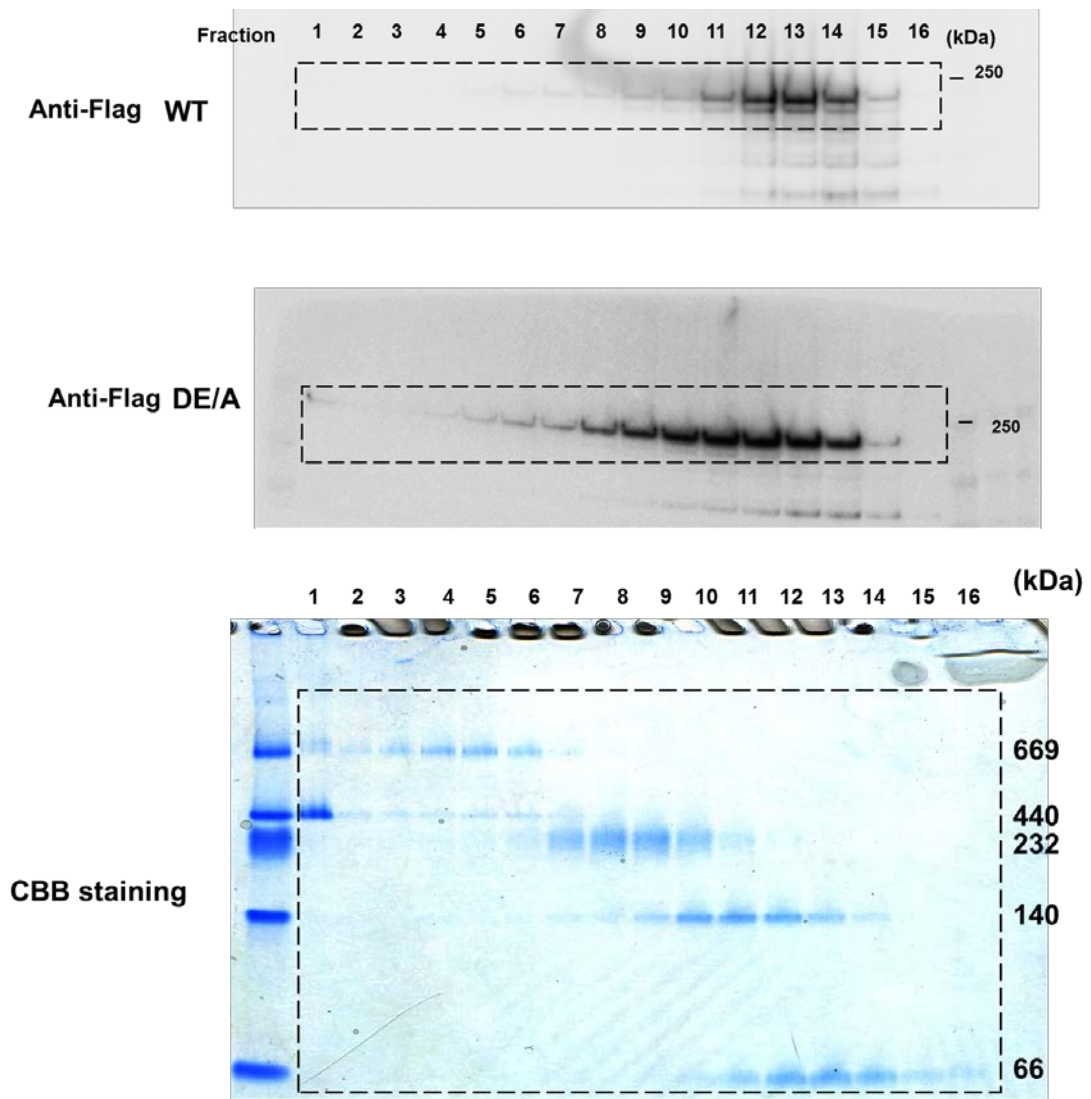 Fraction 1 2 3 4 5 6 7 8 9 10 11 12 13 14 15 16 (kDa)
250
Anti-Flag WT
Anti-Flag DE/A
250
(kDa)
1 2 3 4 5 6 7 8 9 10 11 12 13 14 15 16
669
440
232
CBB staining
140
66